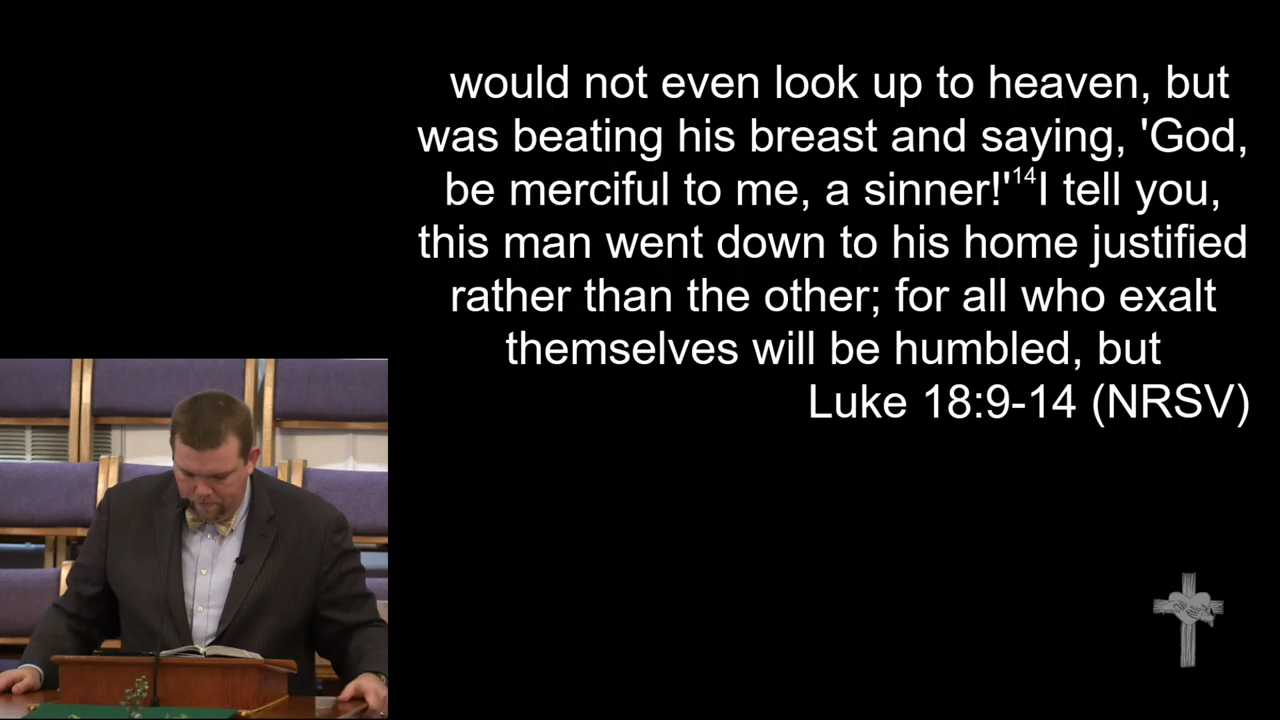 would not even look up to heaven, but
was beating his breast and saying, 'God,
be merciful to me, a sinner!'¹⁴I tell you,
this man went down to his home justified
rather than the other; for all who exalt
themselves will be humbled, but
Luke 18:9-14 (NRSV)